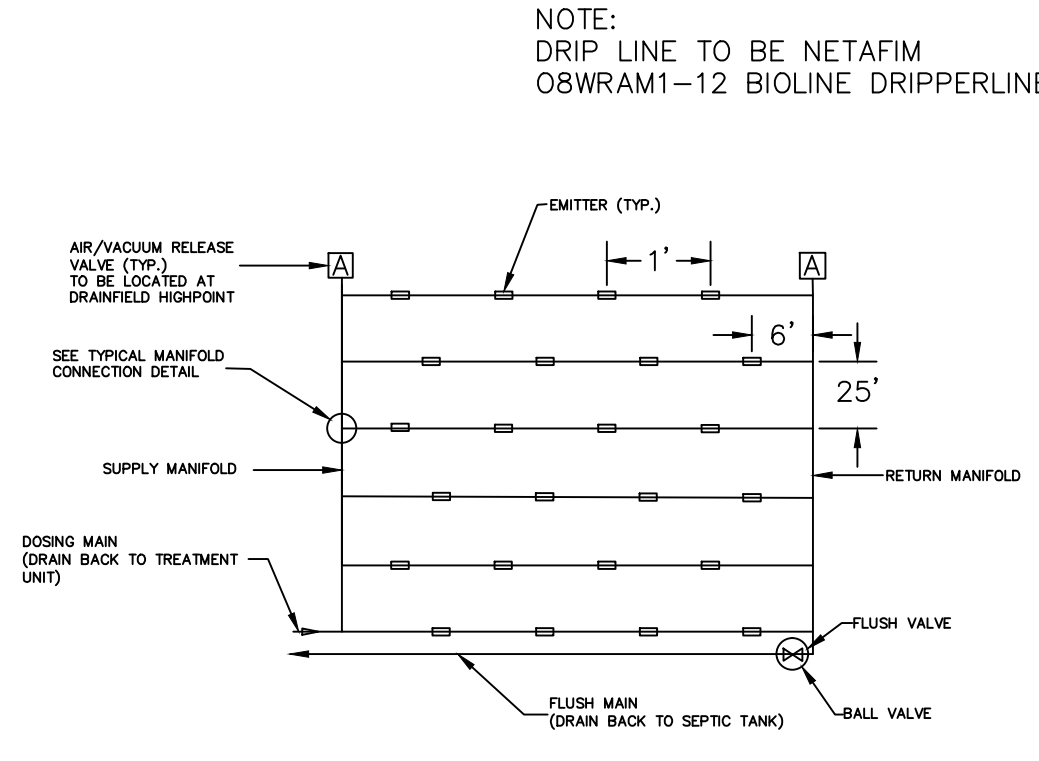 NOTE:
DRIP LINE TO BE NETAFIM
08WRAM1-12 BIOLINE DRIPPERLINE
EMITTER (TYP.)
AIR/VACUUM RELEASE
VALVE (TYP.)
TO BE LOCATED AT
DRAINFIELD HIGHPOINT
A
1'
A
6'
SEE TYPICAL MANIFOLD
CONNECTION DETAIL
25'
SUPPLY MANIFOLD
RETURN MANIFOLD
DOSING MAIN
(DRAIN BACK TO TREATMENT
UNIT)
FLUSH VALVE
FLUSH MAIN
(DRAIN BACK TO SEPTIC TANK)
BALL VALVE